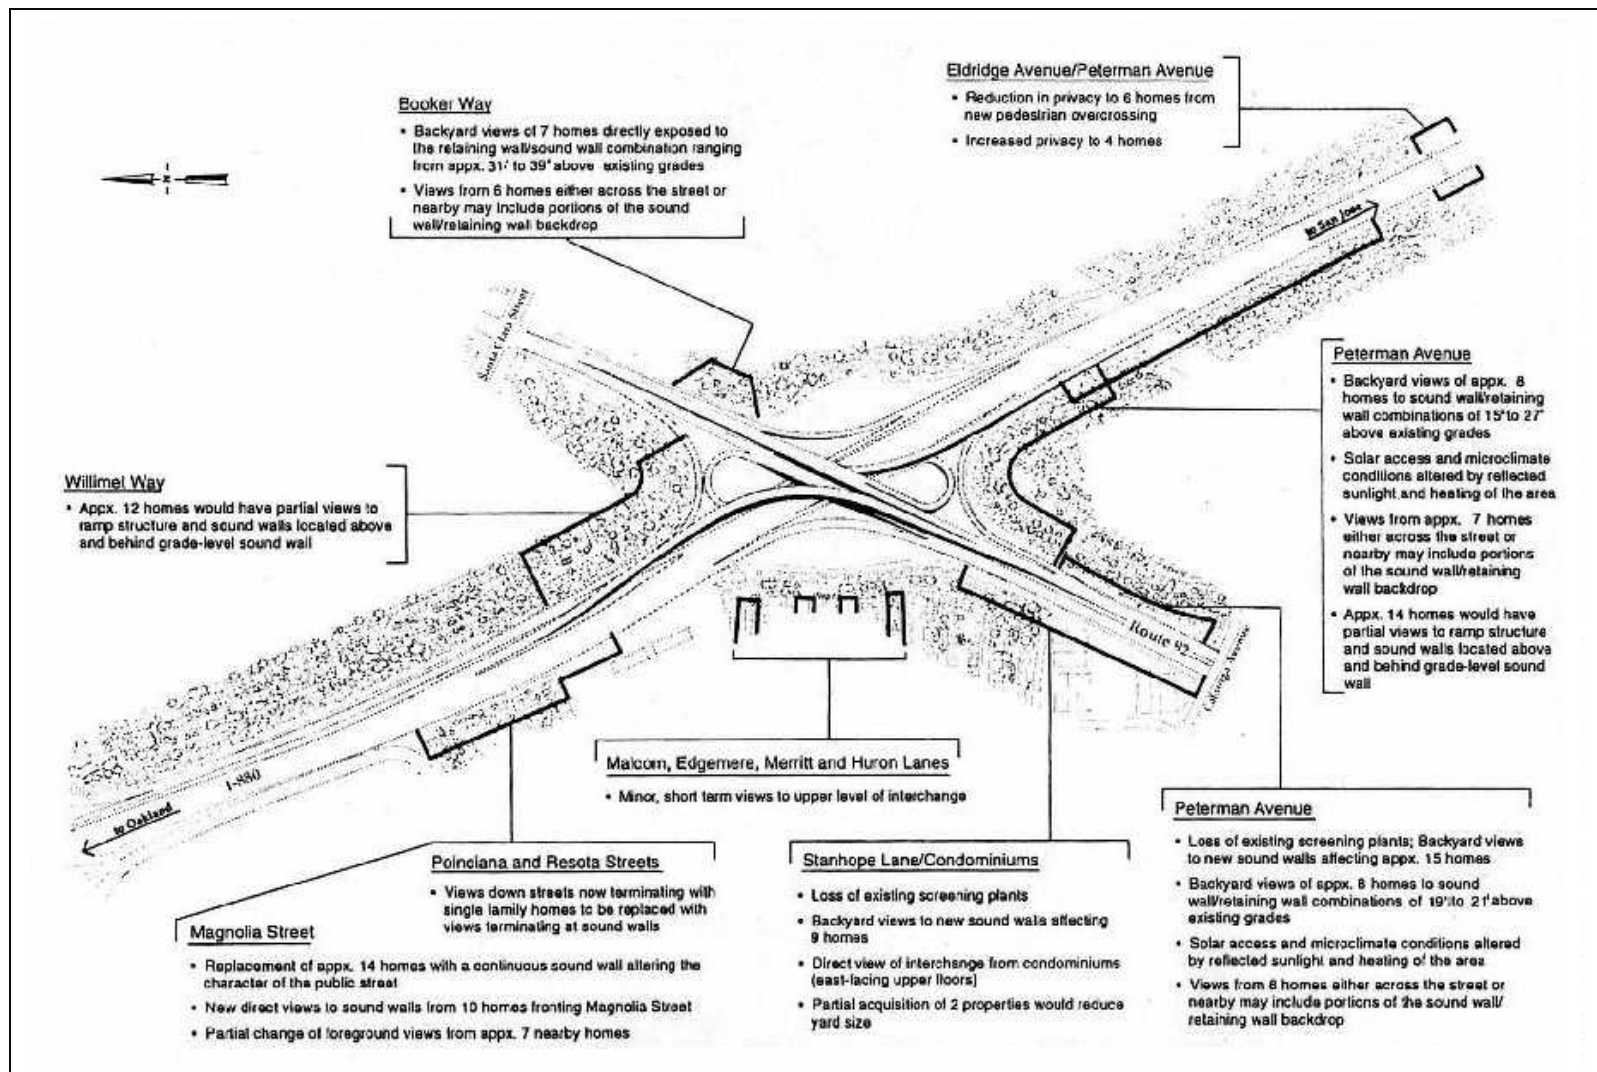 Eldridge Avenue/Peterman Avenue
• Reduction in privacy to 6 homes from
new pedestrian overcrossing
• Increased privacy to 4 homes
Booker Way
• Backyard views of 7 homes directly exposed to
the retaining wall/sound wall combination ranging
from appx. 31' to 39' above existing grades
• Views from 6 homes either across the street or
nearby may include portions of the sound
wall/retaining wall backdrop
N
to San Jose
Santa Clara Street
Peterman Avenue
• Backyard views of appx. 8
homes to sound wall/retaining
wall combinations of 15' to 27'
above existing grades
• Solar access and microclimate
conditions altered by reflected
sunlight and heating of the area
• Views from appx. 7 homes
either across the street or
nearby may include portions
of the sound wall/retaining
wall backdrop
• Appx. 14 homes would have
partial views to ramp structure
and sound walls located above
and behind grade-level sound
wall
Willimet Way
• Appx. 12 homes would have partial views to
ramp structure and sound walls located above
and behind grade-level sound wall
Route 92
Calaroga Avenue
I-880
to Oakland
Malcom, Edgemere, Merritt and Huron Lanes
• Minor, short term views to upper level of interchange
Poinciana and Resota Streets
• Views down streets now terminating with
single family homes to be replaced with
views terminating at sound walls
Magnolia Street
• Replacement of appx. 14 homes with a continuous sound wall altering the
character of the public street
• New direct views to sound walls from 10 homes fronting Magnolia Street
• Partial change of foreground views from appx. 7 nearby homes
Stanhope Lane/Condominiums
• Loss of existing screening plants
• Backyard views to new sound walls affecting
9 homes
• Direct view of interchange from condominiums
(east-facing upper floors)
• Partial acquisition of 2 properties would reduce
yard size
Peterman Avenue
• Loss of existing screening plants; Backyard views
to new sound walls affecting appx. 15 homes
• Backyard views of appx. 8 homes to sound
wall/retaining wall combinations of 19' to 21' above
existing grades
• Solar access and microclimate conditions altered
by reflected sunlight and heating of the area
• Views from 8 homes either across the street or
nearby may include portions of the sound wall/
retaining wall backdrop